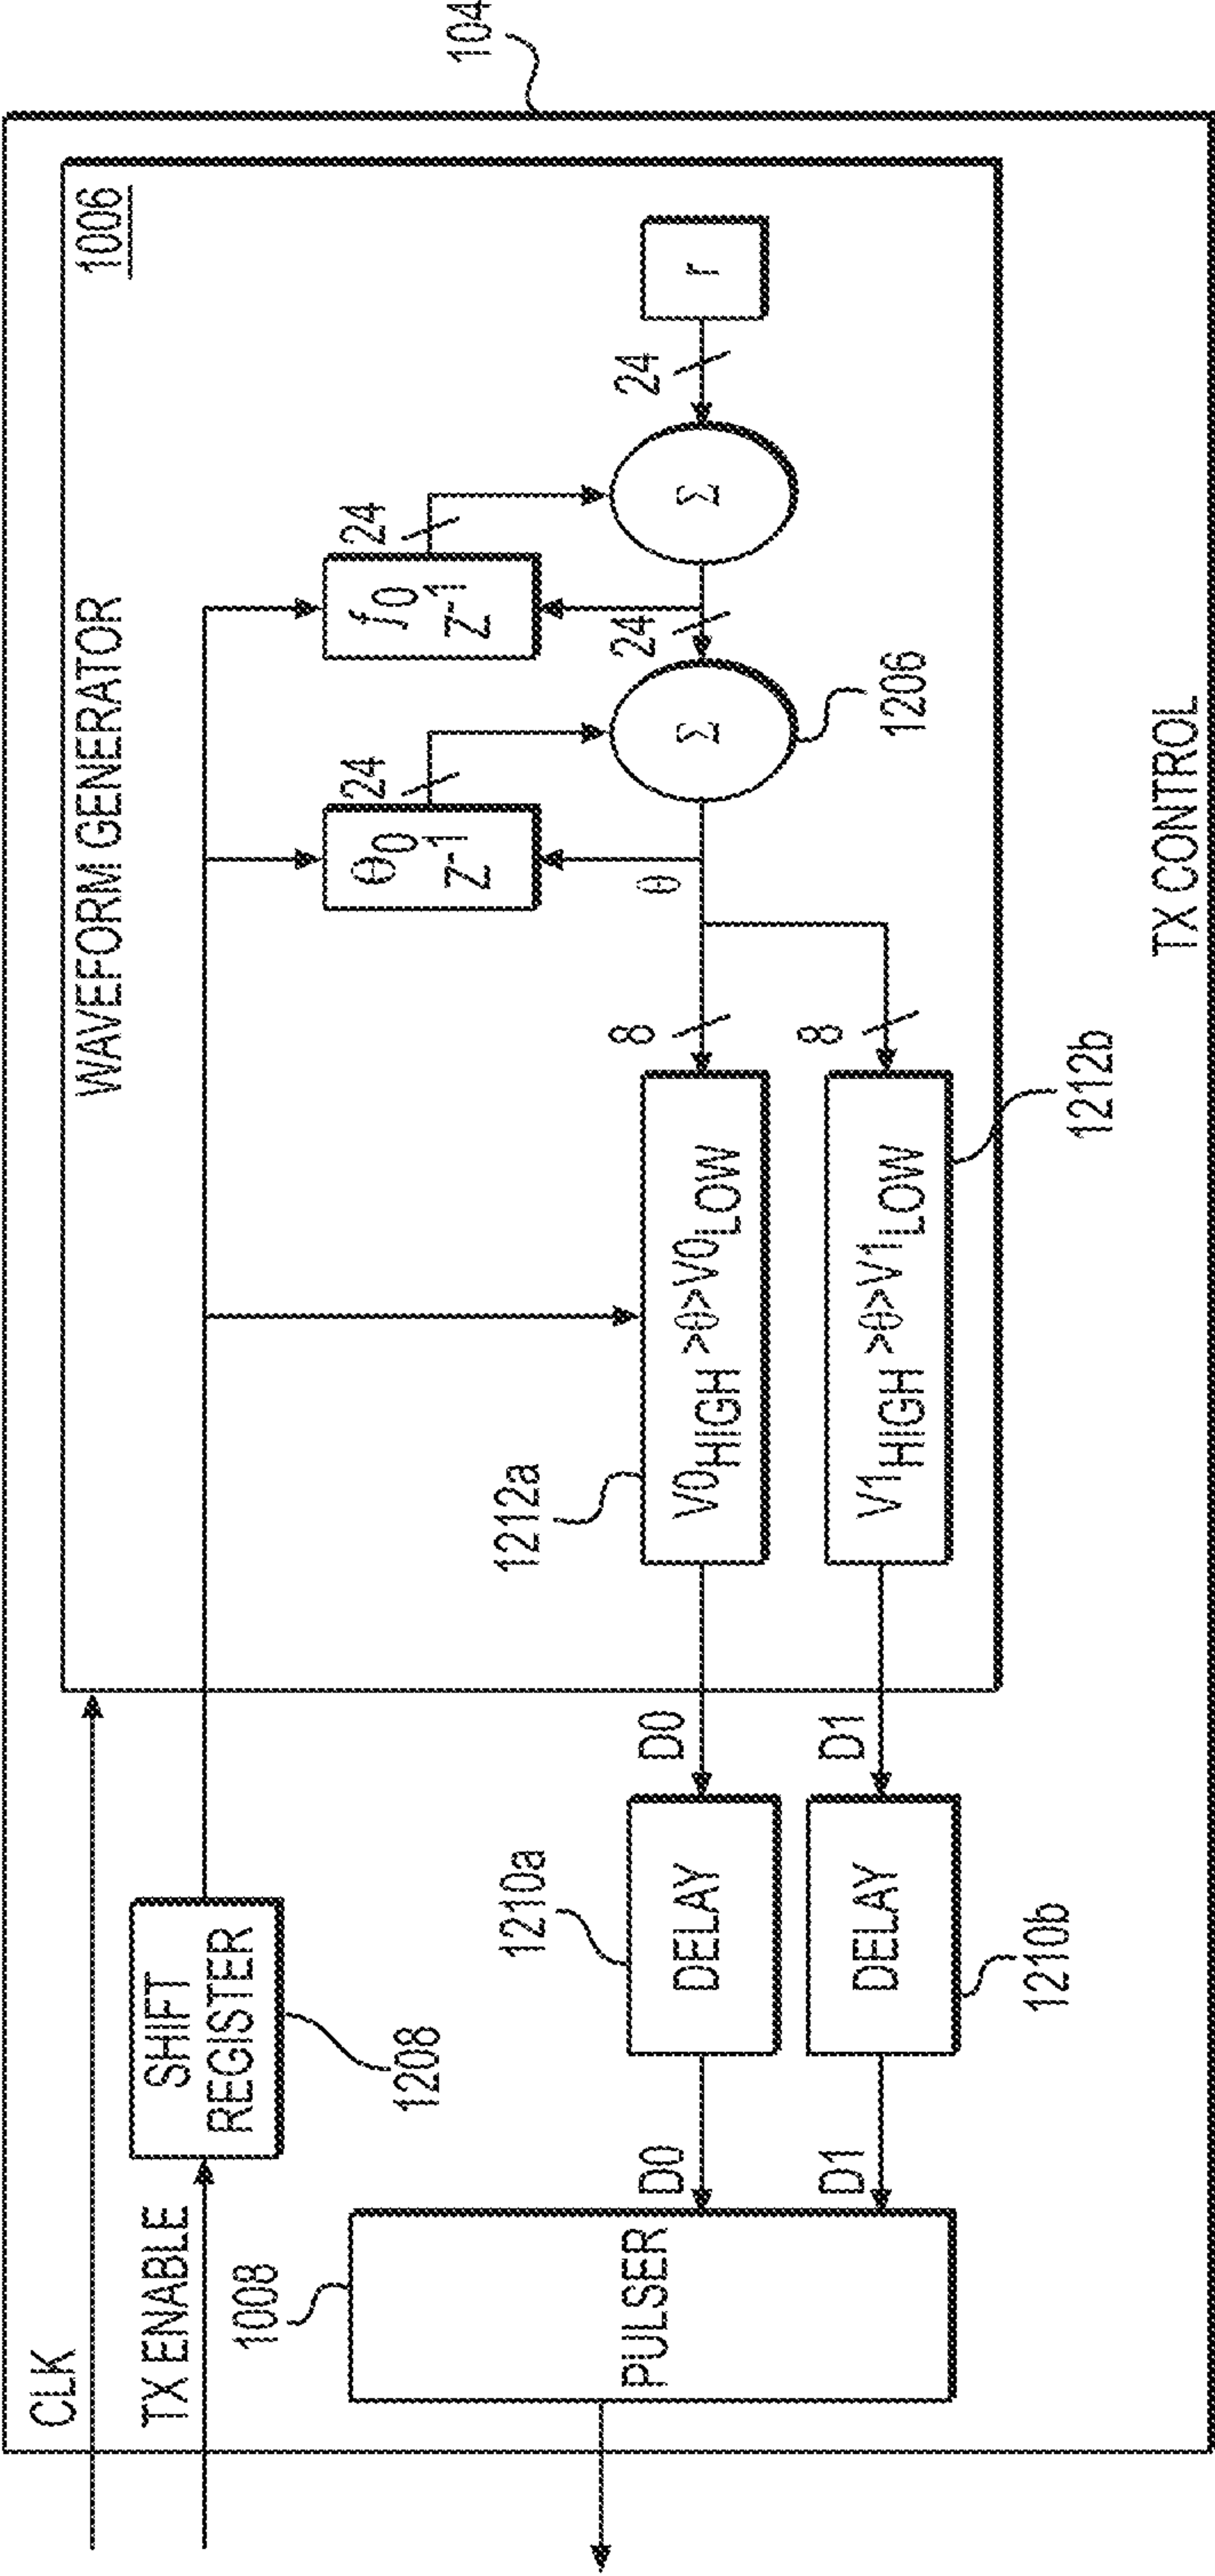 104
CLK
TX ENABLE
SHIFT
REGISTER
1208
WAVEFORM GENERATOR
1006
1008
PULSER
D0
D1
1210a
DELAY
DELAY
1210b
D0
D1
1212a
V0HIGH >θ>V0LOW
V1HIGH >θ>V1LOW
1212b
8
8
θ
θ0
Z-1
24
Σ
1206
24
f0
Z-1
24
Σ
24
r
TX CONTROL